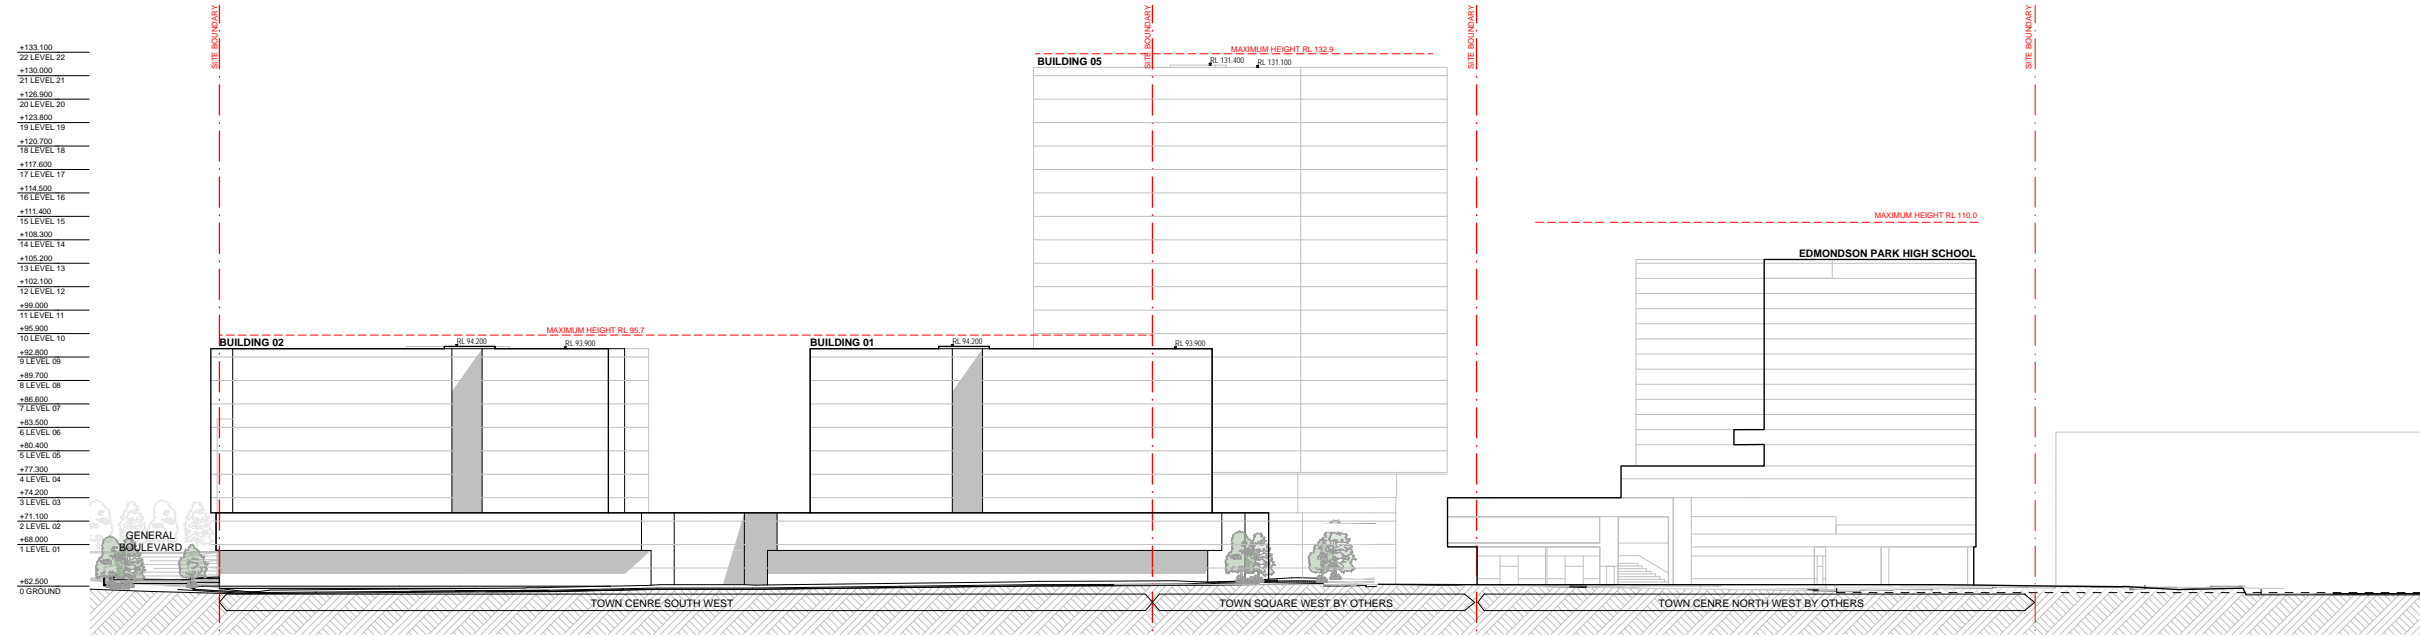 SITE BOUNDARY
SITE BOUNDARY
SITE BOUNDARY
SITE BOUNDARY
+133.100
22 LEVEL 22
+130.000
21 LEVEL 21
+126.900
20 LEVEL 20
+123.800
19 LEVEL 19
+120.700
18 LEVEL 18
+117.600
17 LEVEL 17
+114.500
16 LEVEL 16
+111.400
15 LEVEL 15
+108.300
14 LEVEL 14
+105.200
13 LEVEL 13
+102.100
12 LEVEL 12
+99.000
11 LEVEL 11
+95.900
10 LEVEL 10
+92.800
9 LEVEL 09
+89.700
8 LEVEL 08
+86.600
7 LEVEL 07
+83.500
6 LEVEL 06
+80.400
5 LEVEL 05
+77.300
4 LEVEL 04
+74.200
3 LEVEL 03
+71.100
2 LEVEL 02
+68.000
1 LEVEL 01
+62.500
0 GROUND
MAXIMUM HEIGHT RL 132.9
BUILDING 05
RL 131.400
RL 131.100
MAXIMUM HEIGHT RL 110.0
EDMONDSON PARK HIGH SCHOOL
MAXIMUM HEIGHT RL 95.7
BUILDING 02
RL 94.200
RL 93.900
BUILDING 01
RL 94.200
RL 93.900
GENERAL
BOULEVARD
TOWN CENRE SOUTH WEST
TOWN SQUARE WEST BY OTHERS
TOWN CENRE NORTH WEST BY OTHERS